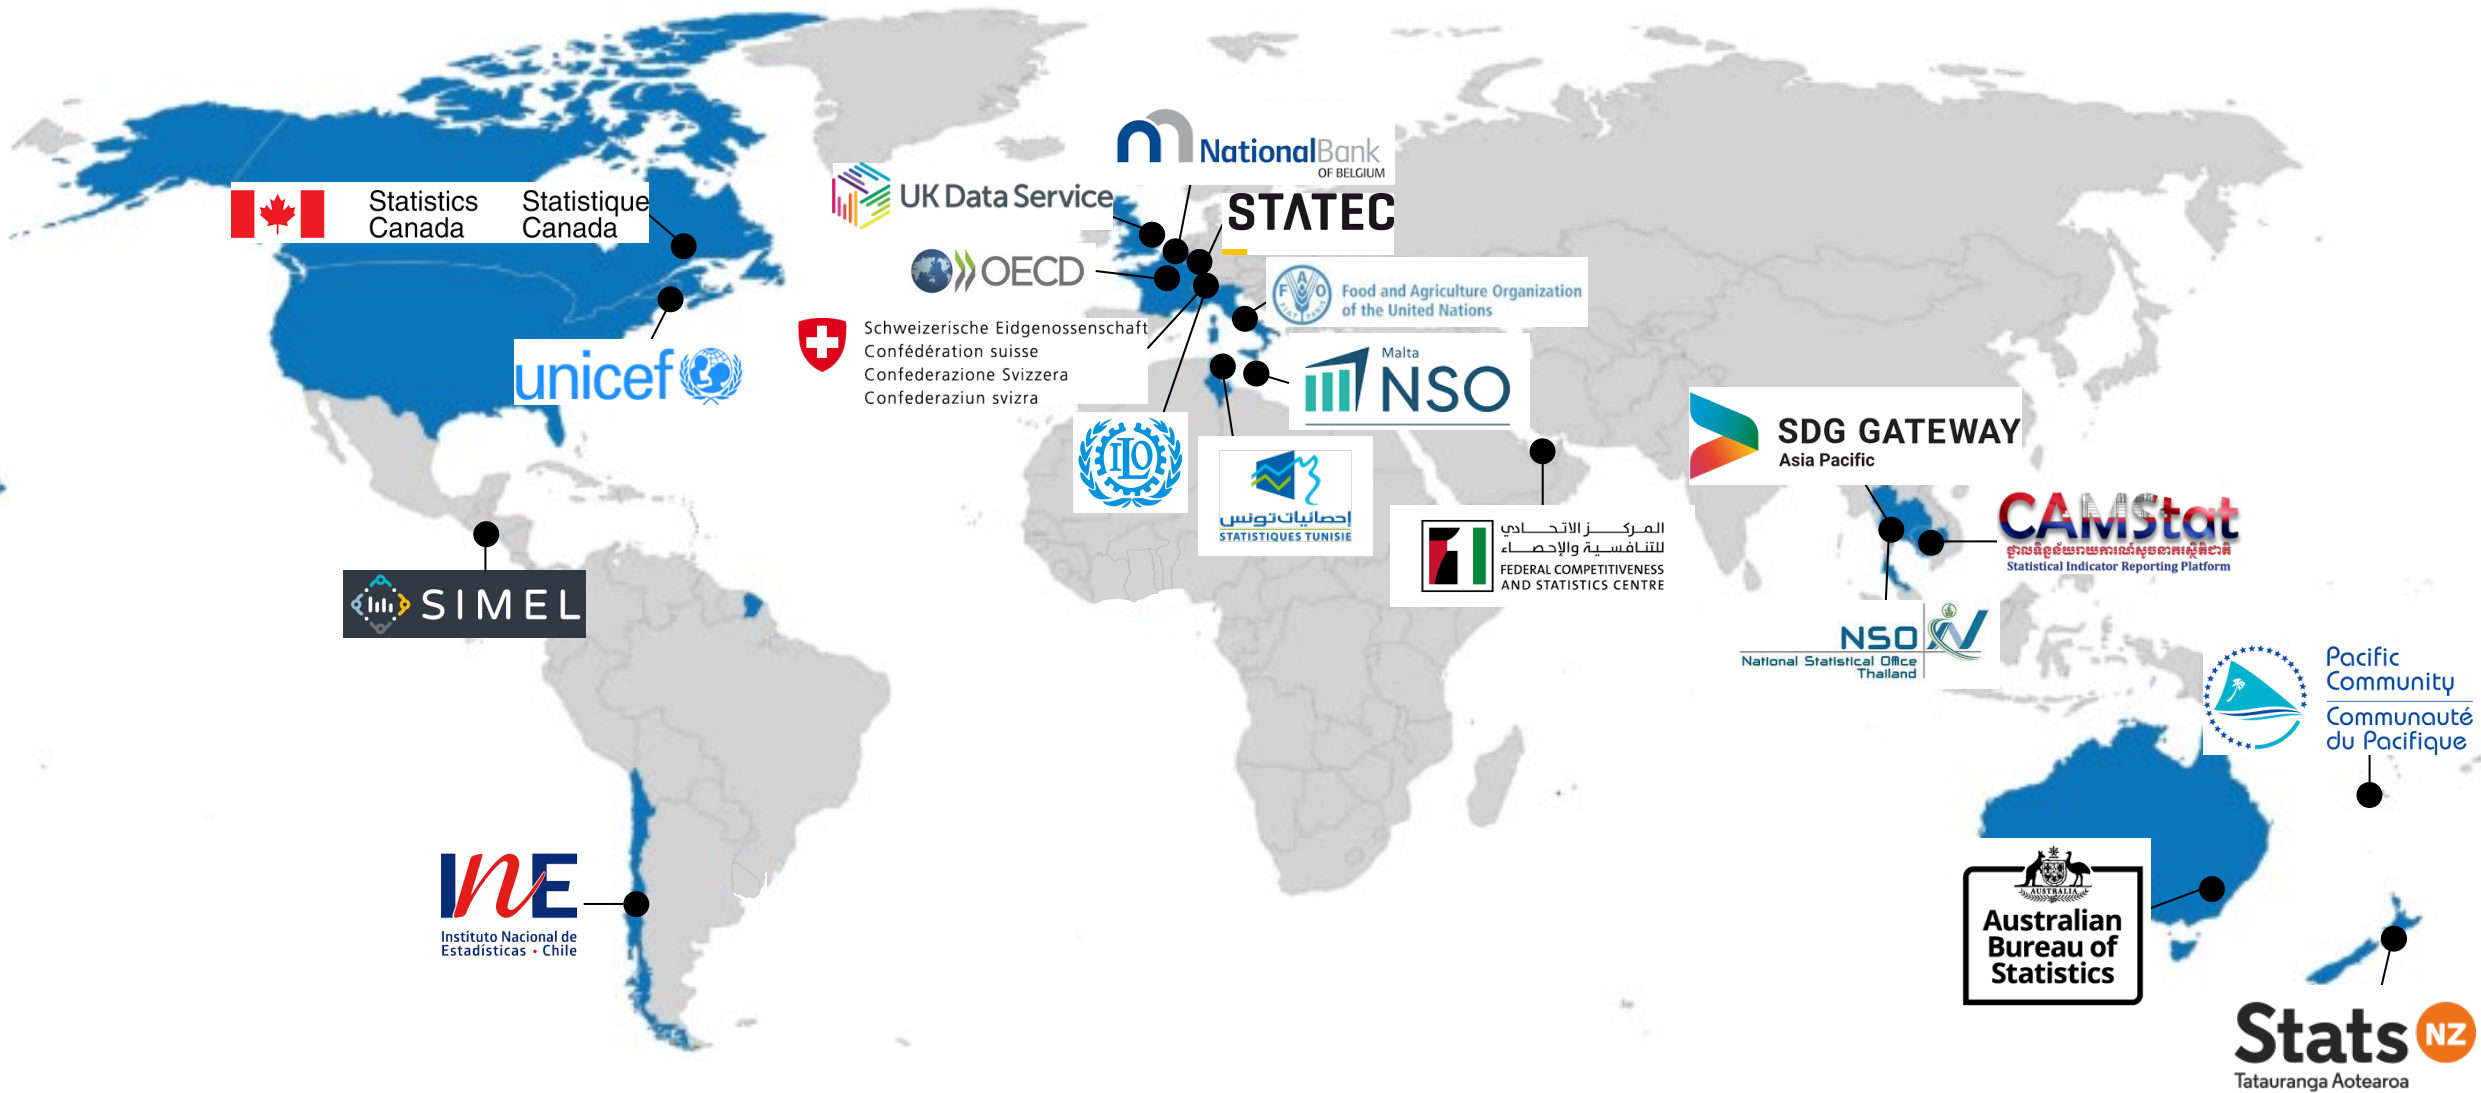 Statistics
Canada
Statistique
Canada
unicef
SIMEL
INE
Instituto Nacional de
Estadísticas • Chile
NationalBank
OF BELGIUM
UK Data Service
STATEC
OECD
FAO
FIAT PANIS
Food and Agriculture Organization
of the United Nations
Schweizerische Eidgenossenschaft
Confédération suisse
Confederazione Svizzera
Confederaziun svizra
Malta
NSO
ILO
إحصائيات تونس
STATISTIQUES TUNISIE
المركز الاتحادي
للتنافسية والإحصاء
FEDERAL COMPETITIVENESS
AND STATISTICS CENTRE
SDG GATEWAY
Asia Pacific
CAMStat
Statistical Indicator Reporting Platform
NSO
National Statistical Office
Thailand
Pacific
Community
Communauté
du Pacifique
AUSTRALIA
Australian
Bureau of
Statistics
Stats NZ
Tatauranga Aotearoa